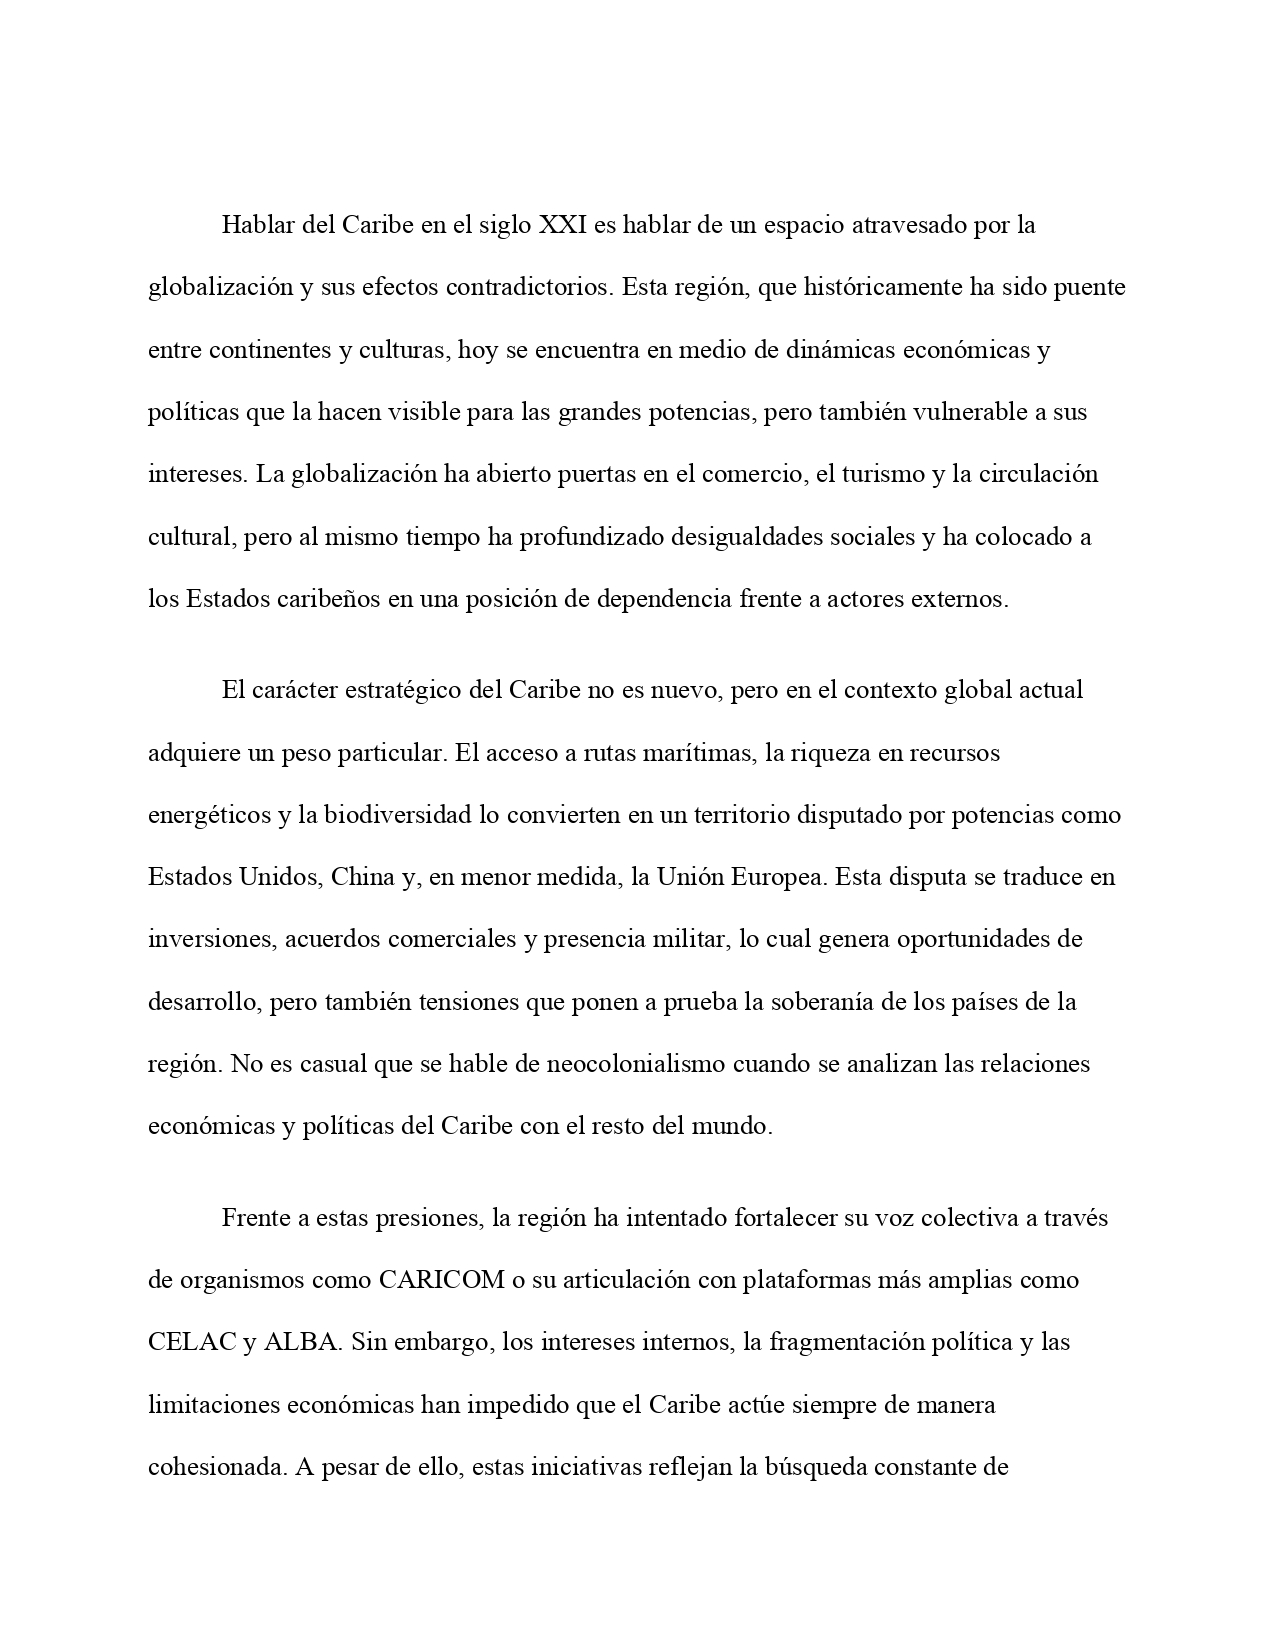 Hablar del Caribe en el siglo XXI es hablar de un espacio atravesado por la
globalización y sus efectos contradictorios. Esta región, que históricamente ha sido puente
entre continentes y culturas, hoy se encuentra en medio de dinámicas económicas y
políticas que la hacen visible para las grandes potencias, pero también vulnerable a sus
intereses. La globalización ha abierto puertas en el comercio, el turismo y la circulación
cultural, pero al mismo tiempo ha profundizado desigualdades sociales y ha colocado a
los Estados caribeños en una posición de dependencia frente a actores externos.
El carácter estratégico del Caribe no es nuevo, pero en el contexto global actual
adquiere un peso particular. El acceso a rutas marítimas, la riqueza en recursos
energéticos y la biodiversidad lo convierten en un territorio disputado por potencias como
Estados Unidos, China y, en menor medida, la Unión Europea. Esta disputa se traduce en
inversiones, acuerdos comerciales y presencia militar, lo cual genera oportunidades de
desarrollo, pero también tensiones que ponen a prueba la soberanía de los países de la
región. No es casual que se hable de neocolonialismo cuando se analizan las relaciones
económicas y políticas del Caribe con el resto del mundo.
Frente a estas presiones, la región ha intentado fortalecer su voz colectiva a través
de organismos como CARICOM o su articulación con plataformas más amplias como
CELAC y ALBA. Sin embargo, los intereses internos, la fragmentación política y las
limitaciones económicas han impedido que el Caribe actúe siempre de manera
cohesionada. A pesar de ello, estas iniciativas reflejan la búsqueda constante de